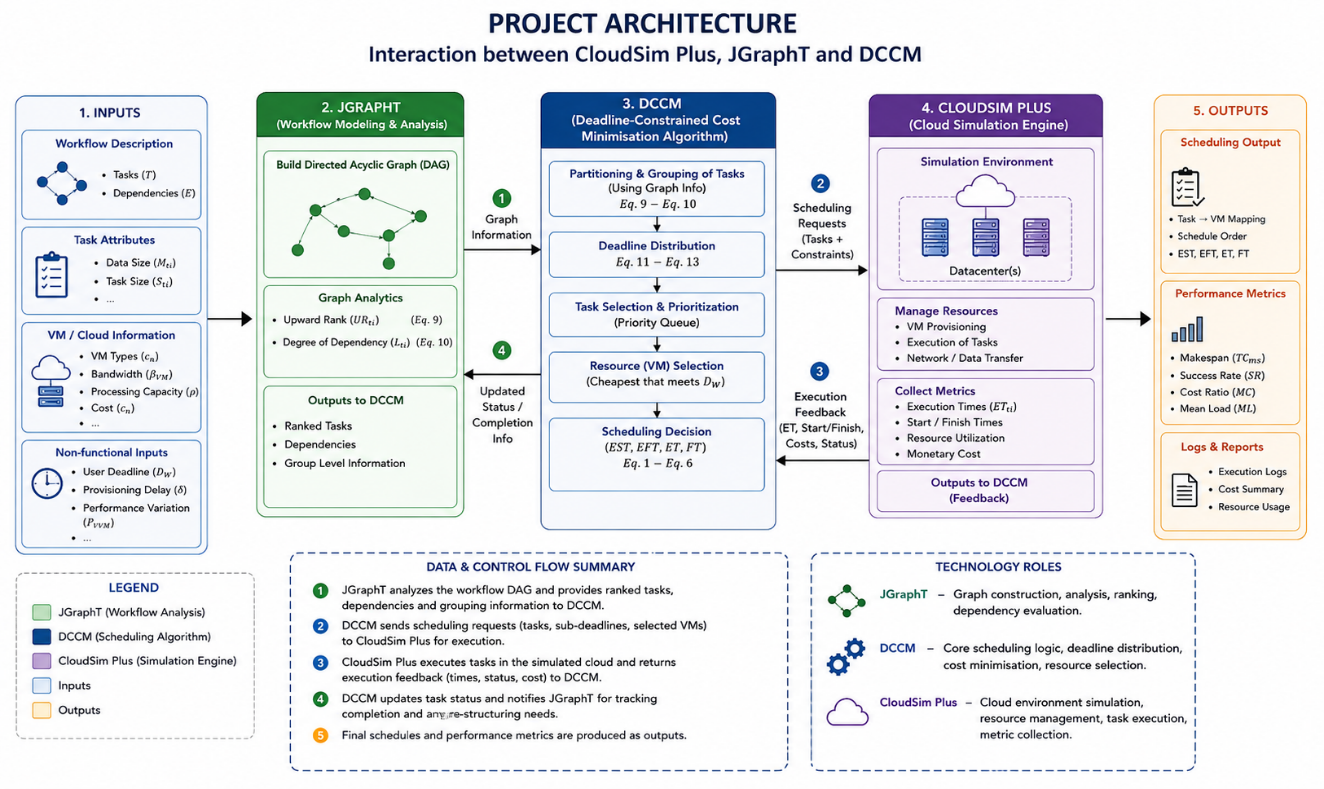 PROJECT ARCHITECTURE
Interaction between CloudSim Plus, JGraphT and DCCM
1. INPUTS
Workflow Description
• Tasks (T)
• Dependencies (E)
Task Attributes
• Data Size (M_ti)
• Task Size (S_ti)
• ...
VM / Cloud Information
• VM Types (c_n)
• Bandwidth (β_VM)
• Processing Capacity (ρ)
• Cost (c_n)
• ...
Non-functional Inputs
• User Deadline (D_W)
• Provisioning Delay (δ)
• Performance Variation
(P_VVM)
• ...
2. JGRAPHT
(Workflow Modeling & Analysis)
Build Directed Acyclic Graph (DAG)
Graph Analytics
• Upward Rank (UR_ti) (Eq. 9)
• Degree of Dependency (L_ti) (Eq. 10)
Outputs to DCCM
• Ranked Tasks
• Dependencies
• Group Level Information
1
Graph
Information
4
Updated
Status /
Completion
Info
3. DCCM
(Deadline-Constrained Cost
Minimisation Algorithm)
Partitioning & Grouping of Tasks
(Using Graph Info)
Eq. 9 – Eq. 10
Deadline Distribution
Eq. 11 – Eq. 13
Task Selection & Prioritization
(Priority Queue)
Resource (VM) Selection
(Cheapest that meets D_W)
Scheduling Decision
(EST, EFT, ET, FT)
Eq. 1 – Eq. 6
2
Scheduling
Requests
(Tasks +
Constraints)
3
Execution
Feedback
(ET, Start/Finish,
Costs, Status)
4. CLOUDSIM PLUS
(Cloud Simulation Engine)
Simulation Environment
Datacenter(s)
Manage Resources
• VM Provisioning
• Execution of Tasks
• Network / Data Transfer
Collect Metrics
• Execution Times (ET_ti)
• Start / Finish Times
• Resource Utilization
• Monetary Cost
Outputs to DCCM
(Feedback)
5. OUTPUTS
Scheduling Output
• Task → VM Mapping
• Schedule Order
• EST, EFT, ET, FT
Performance Metrics
• Makespan (TC_ms)
• Success Rate (SR)
• Cost Ratio (MC)
• Mean Load (ML)
Logs & Reports
• Execution Logs
• Cost Summary
• Resource Usage
LEGEND
JGraphT (Workflow Analysis)
DCCM (Scheduling Algorithm)
CloudSim Plus (Simulation Engine)
Inputs
Outputs
DATA & CONTROL FLOW SUMMARY
1 JGraphT analyzes the workflow DAG and provides ranked tasks,
dependencies and grouping information to DCCM.
2 DCCM sends scheduling requests (tasks, sub-deadlines, selected VMs)
to CloudSim Plus for execution.
3 CloudSim Plus executes tasks in the simulated cloud and returns
execution feedback (times, status, cost) to DCCM.
4 DCCM updates task status and notifies JGraphT for tracking
completion and re-structuring needs.
5 Final schedules and performance metrics are produced as outputs.
TECHNOLOGY ROLES
JGraphT – Graph construction, analysis, ranking,
dependency evaluation.
DCCM – Core scheduling logic, deadline distribution,
cost minimisation, resource selection.
CloudSim Plus – Cloud environment simulation,
resource management, task execution,
metric collection.